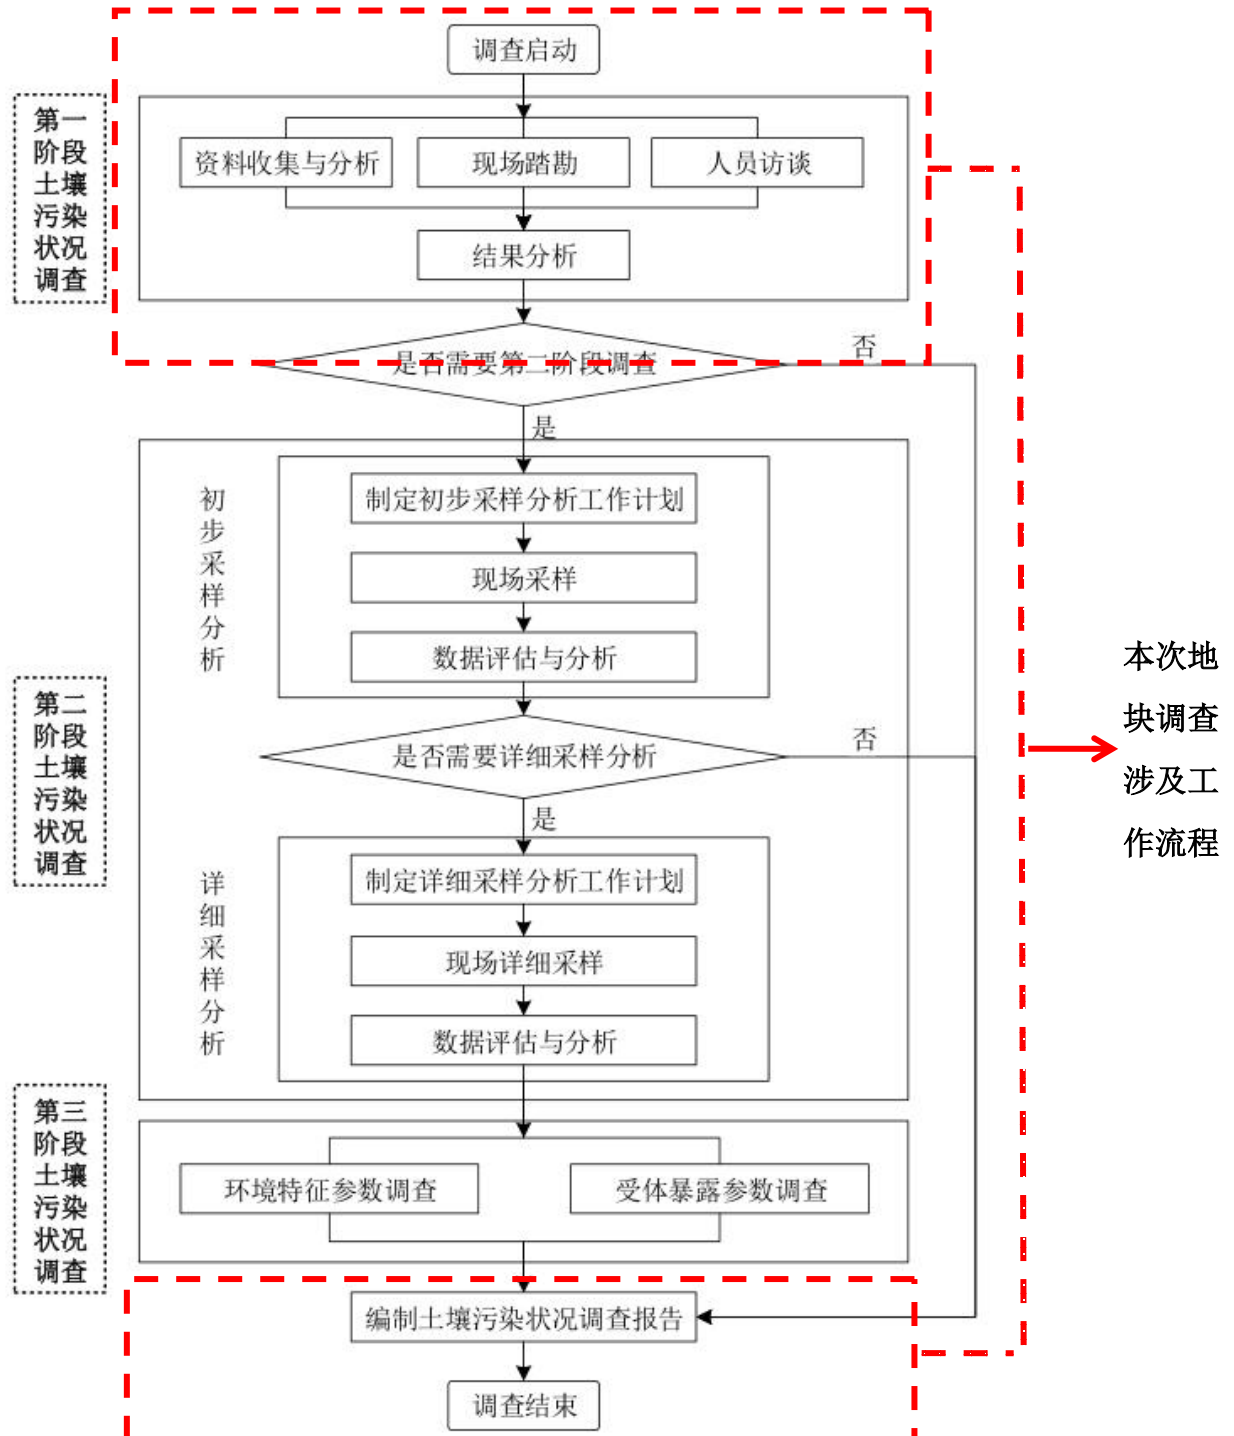 调查启动
第一
阶段
土壤
污染
状况
调查
资料收集与分析
现场踏勘
人员访谈
结果分析
是否需要第二阶段调查
否
是
初
步
采
样
分
析
制定初步采样分析工作计划
现场采样
数据评估与分析
第二
阶段
土壤
污染
状况
调查
是否需要详细采样分析
否
是
详
细
采
样
分
析
制定详细采样分析工作计划
现场详细采样
数据评估与分析
第三
阶段
土壤
污染
状况
调查
环境特征参数调查
受体暴露参数调查
编制土壤污染状况调查报告
调查结束
本次地
块调查
涉及工
作流程